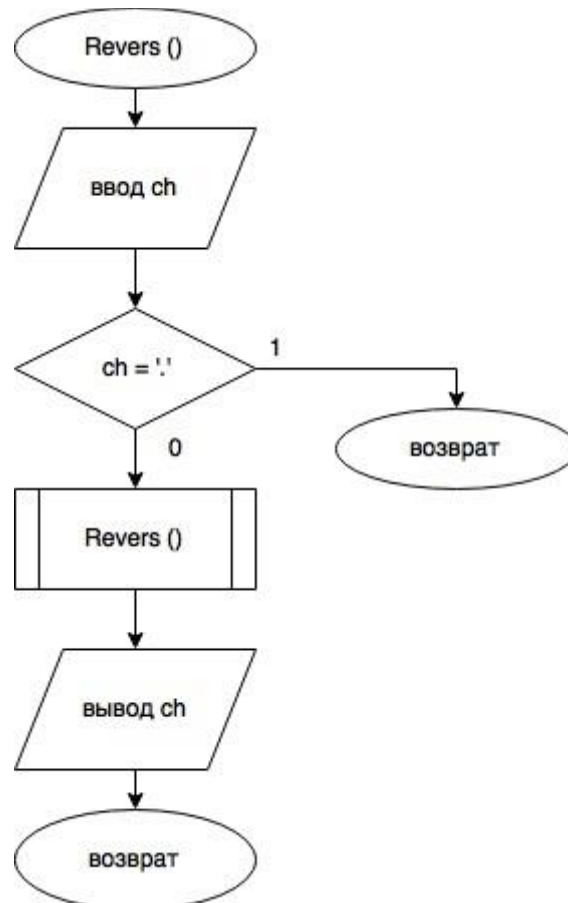 Revers ()
ввод ch
ch = '.'
1
возврат
0
Revers ()
вывод ch
возврат